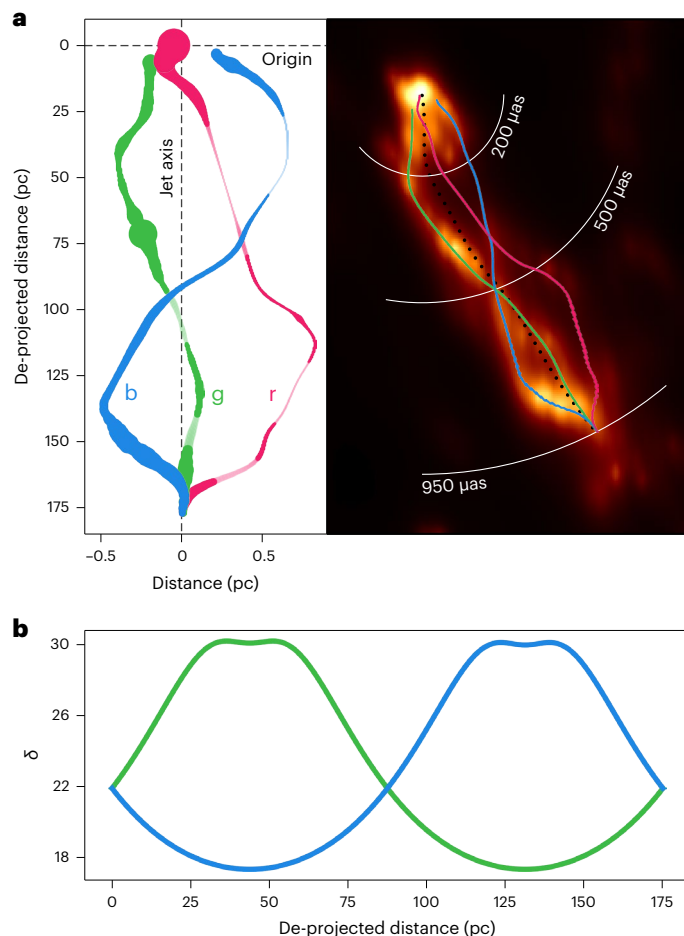 a
0
25
50
75
100
125
150
175
De-projected distance (pc)
Origin
Jet axis
b
g
r
−0.5
0
0.5
Distance (pc)
200 µas
500 µas
950 µas
b
30
26
22
18
δ
0
25
50
75
100
125
150
175
De-projected distance (pc)